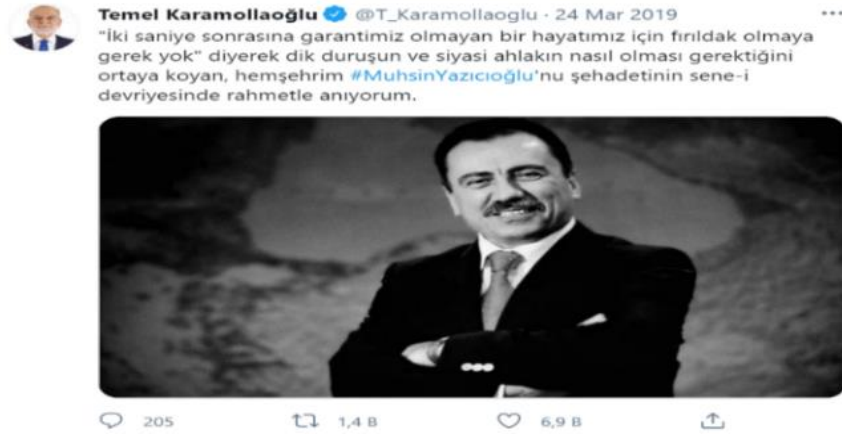 Temel Karamollaoğlu @T_Karamollaoglu · 24 Mar 2019
"İki saniye sonrasına garantimiz olmayan bir hayatımız için fırıldak olmaya
gerek yok" diyerek dik duruşun ve siyasi ahlakın nasıl olması gerektiğini
ortaya koyan, hemşehrim #MuhsinYazıcıoğlu'nu şehadetinin sene-i
devriyesinde rahmetle anıyorum.
205 1,4 B 6,9 B